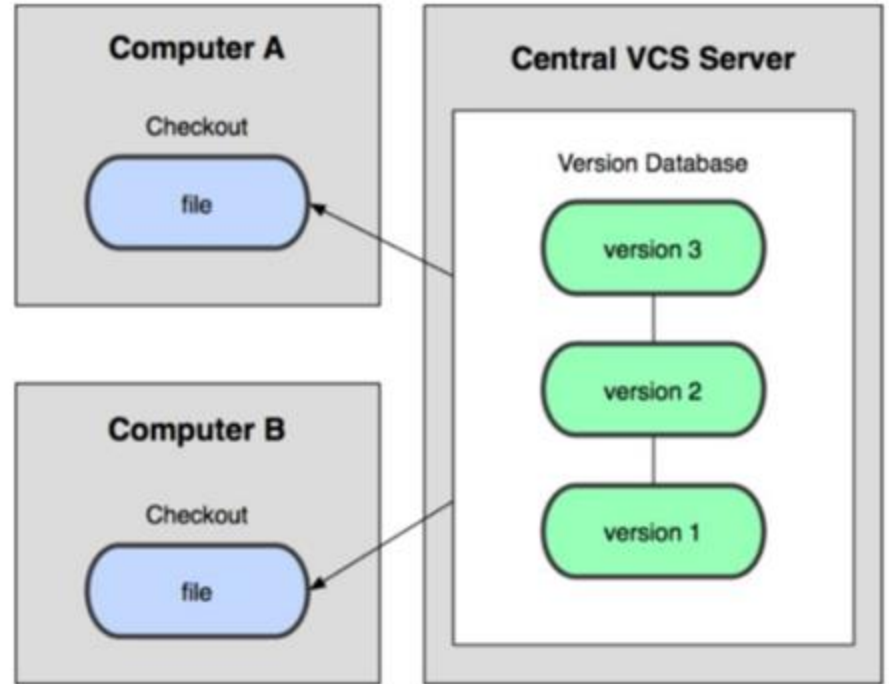 Computer A
Checkout
file
Computer B
Checkout
file
Central VCS Server
Version Database
version 3
version 2
version 1